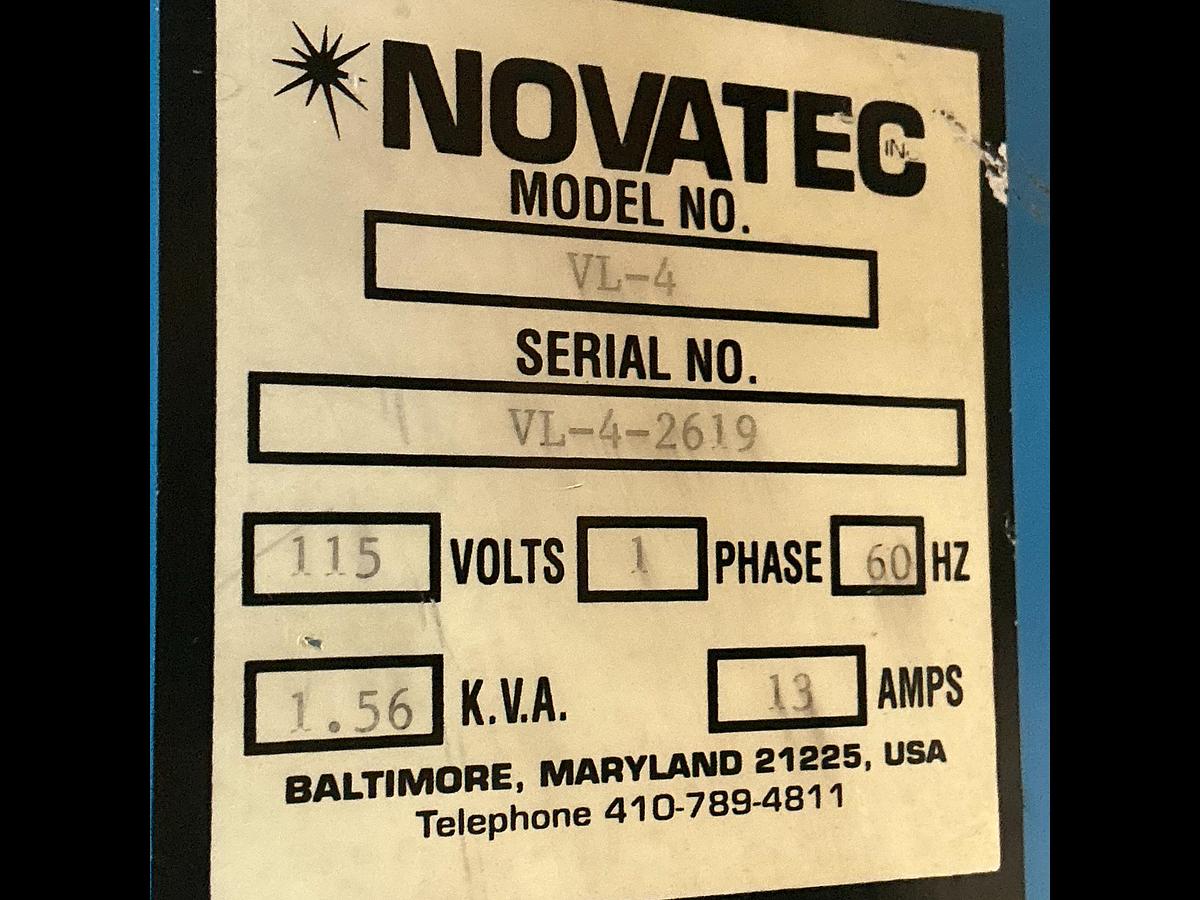 NOVATEC INC.
MODEL NO.
VL-4
SERIAL NO.
VL-4-2619
115 VOLTS 1 PHASE 60 HZ
1.56 K.V.A. 13 AMPS
BALTIMORE, MARYLAND 21225, USA
Telephone 410-789-4811